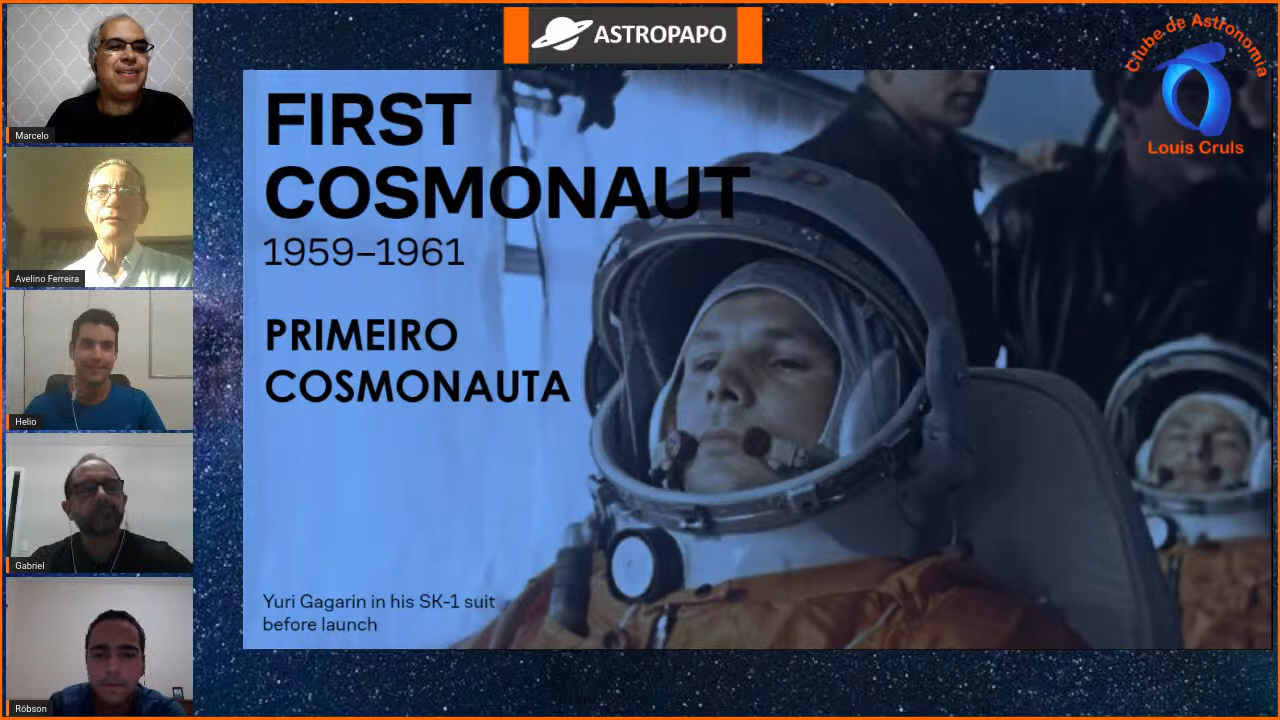 ASTROPAPO
Clube de Astronomia
Louis Cruls
FIRST
COSMONAUT
1959–1961
PRIMEIRO
COSMONAUTA
Yuri Gagarin in his SK-1 suit
before launch
Marcelo
Avelino Ferreira
Helio
Gabriel
Róbson